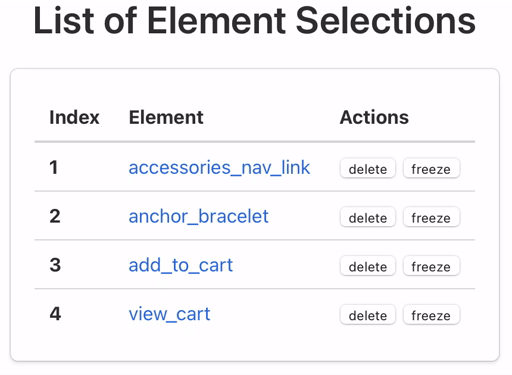 List of Element Selections
Index Element Actions
1 accessories_nav_link delete freeze
2 anchor_bracelet delete freeze
3 add_to_cart delete freeze
4 view_cart delete freeze